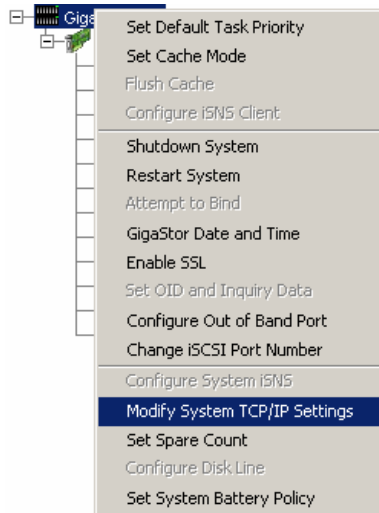 Giga
Set Default Task Priority
Set Cache Mode
Flush Cache
Configure iSNS Client
Shutdown System
Restart System
Attempt to Bind
GigaStor Date and Time
Enable SSL
Set OID and Inquiry Data
Configure Out of Band Port
Change iSCSI Port Number
Configure System iSNS
Modify System TCP/IP Settings
Set Spare Count
Configure Disk Line
Set System Battery Policy